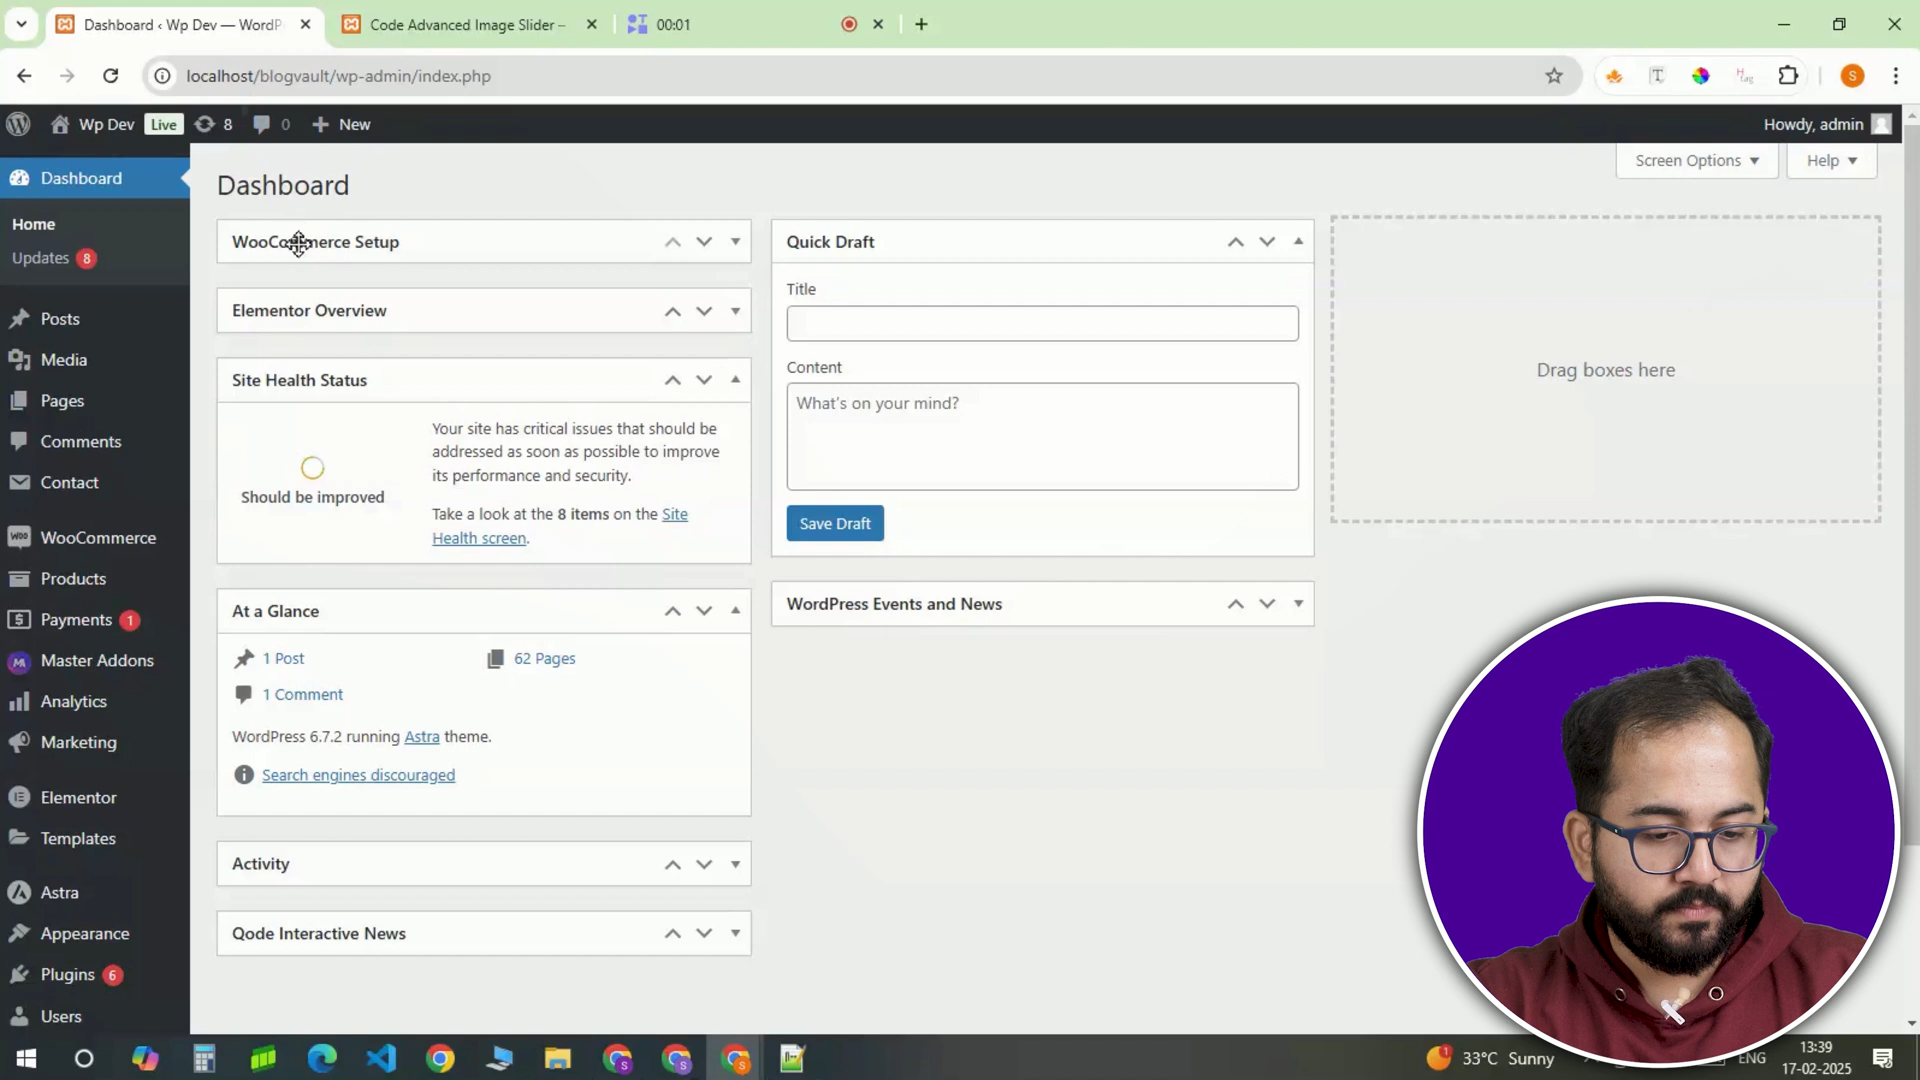 Dashboard ‹ Wp Dev — WordP
Code Advanced Image Slider –
00:01
localhost/blogvault/wp-admin/index.php
S
Wp Dev
Live
8
0
New
Howdy, admin
Dashboard
Home
Updates 8
Posts
Media
Pages
Comments
Contact
WooCommerce
Products
Payments 1
Master Addons
Analytics
Marketing
Elementor
Templates
Astra
Appearance
Plugins 6
Users
Screen Options
Help
Dashboard
WooCommerce Setup
Elementor Overview
Site Health Status
Should be improved
Your site has critical issues that should be
addressed as soon as possible to improve
its performance and security.
Take a look at the 8 items on the Site
Health screen.
At a Glance
1 Post
62 Pages
1 Comment
WordPress 6.7.2 running Astra theme.
Search engines discouraged
Activity
Qode Interactive News
Quick Draft
Title
Content
What's on your mind?
Save Draft
WordPress Events and News
Drag boxes here
33°C Sunny
ENG
13:39
17-02-2025